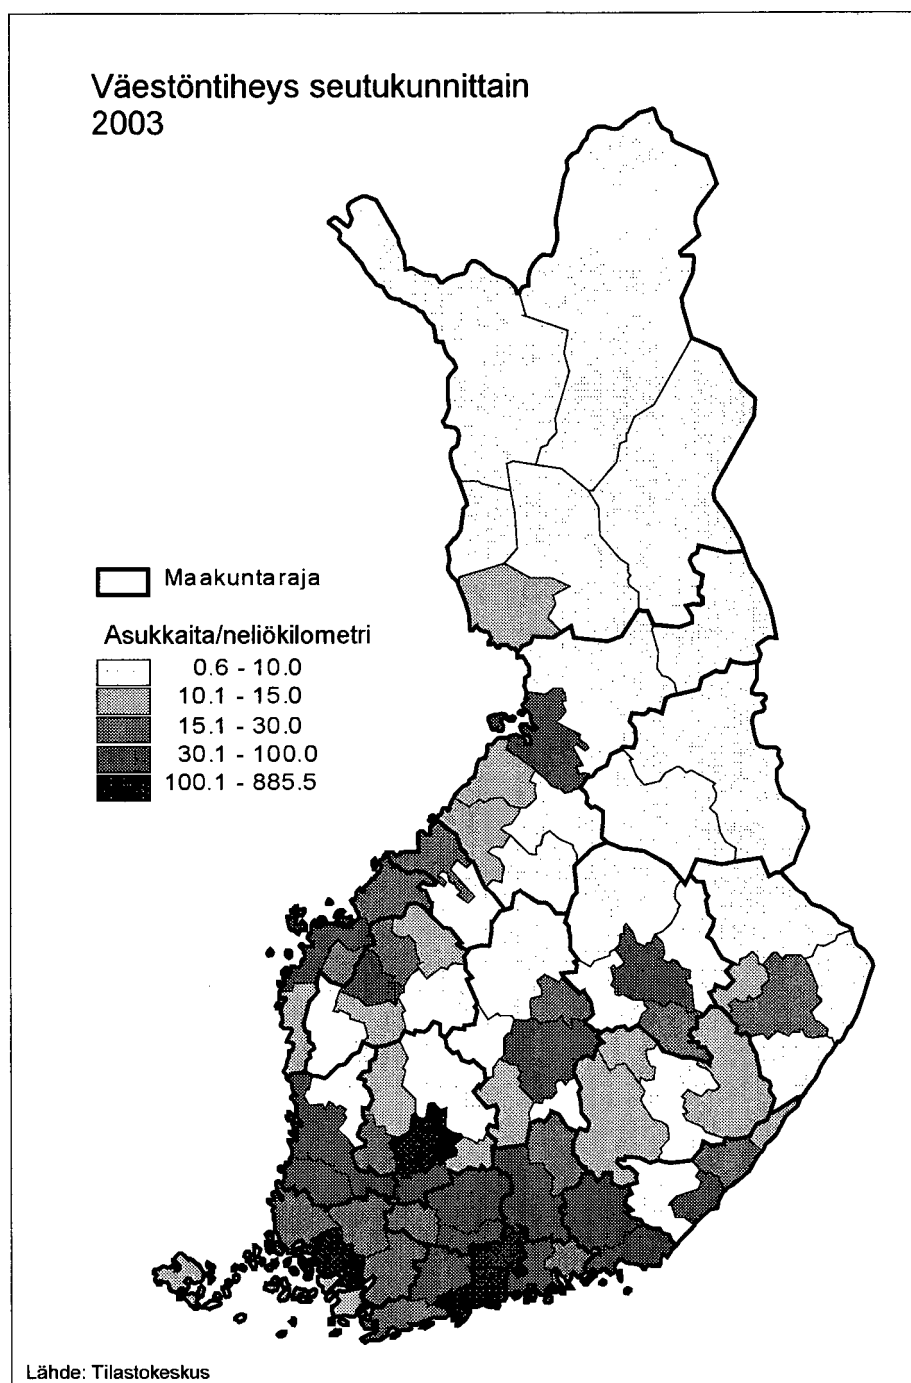 Väestöntiheys seutukunnittain
2003
Maakuntaraja
Asukkaita/neliökilometri
0.6 - 10.0
10.1 - 15.0
15.1 - 30.0
30.1 - 100.0
100.1 - 885.5
Lähde: Tilastokeskus